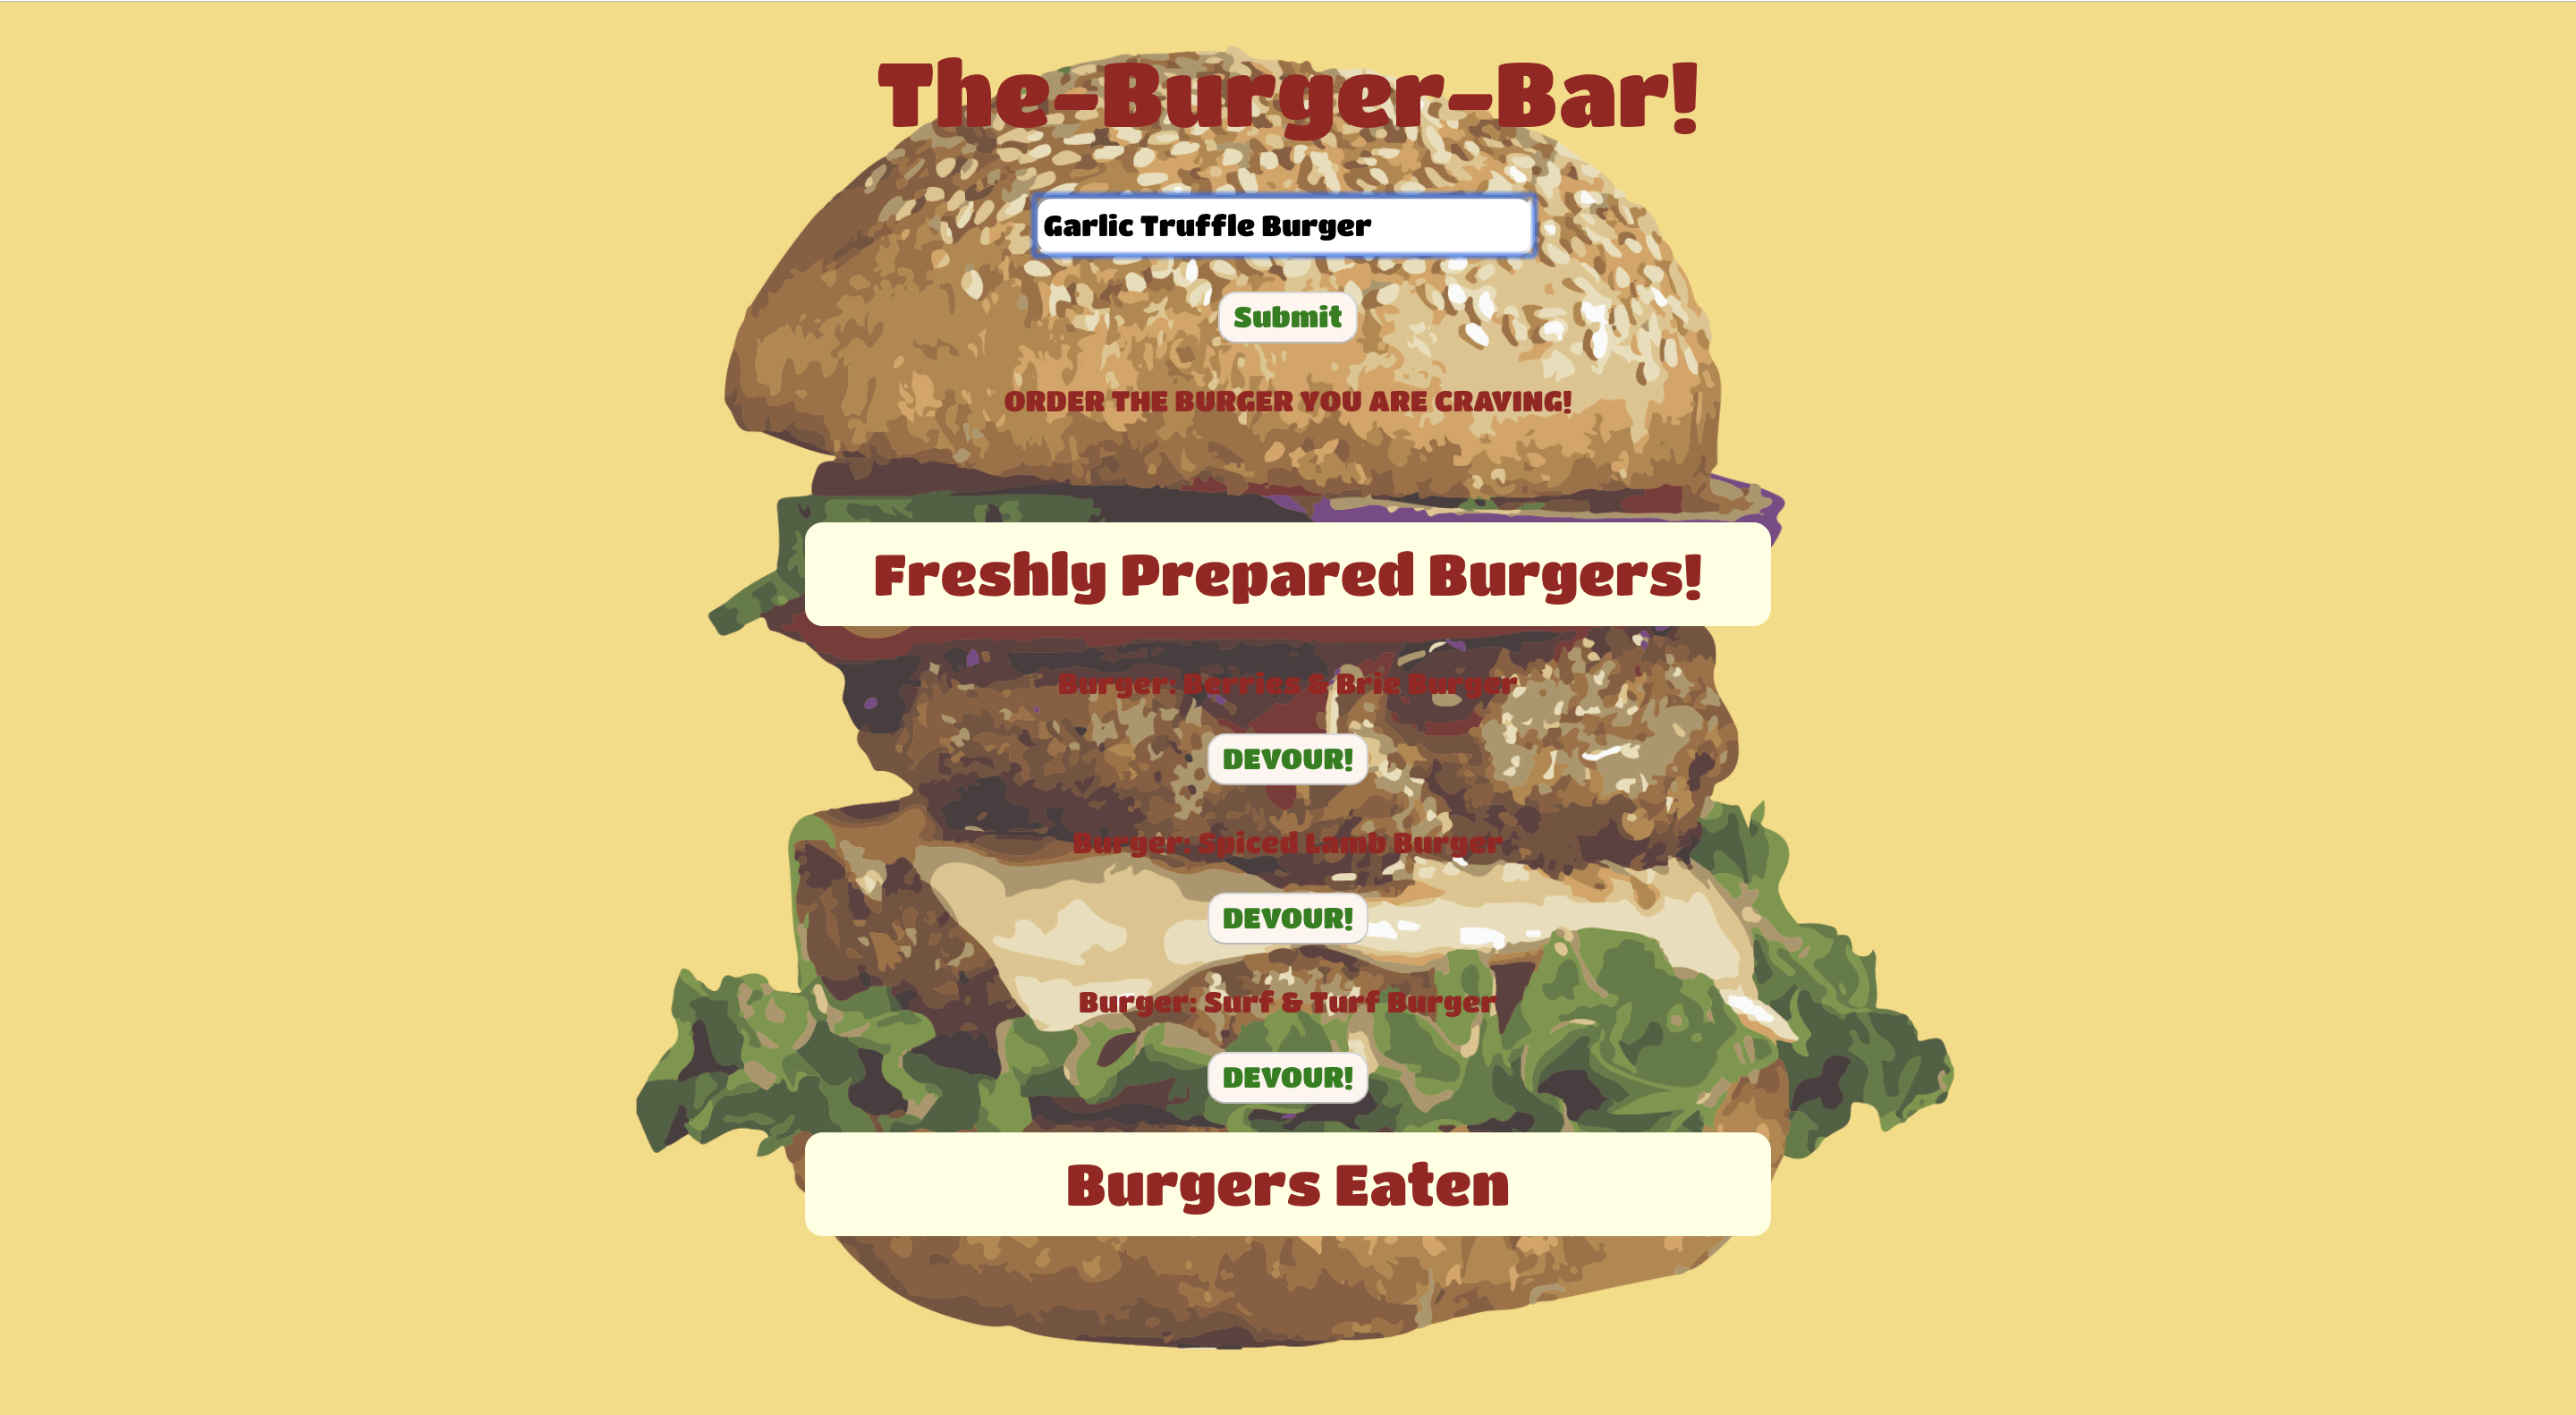 The-Burger-Bar!
Garlic Truffle Burger
Submit
ORDER THE BURGER YOU ARE CRAVING!
Freshly Prepared Burgers!
Burger: Berries & Brie Burger
DEVOUR!
Burger: Spiced Lamb Burger
DEVOUR!
Burger: Surf & Turf Burger
DEVOUR!
Burgers Eaten